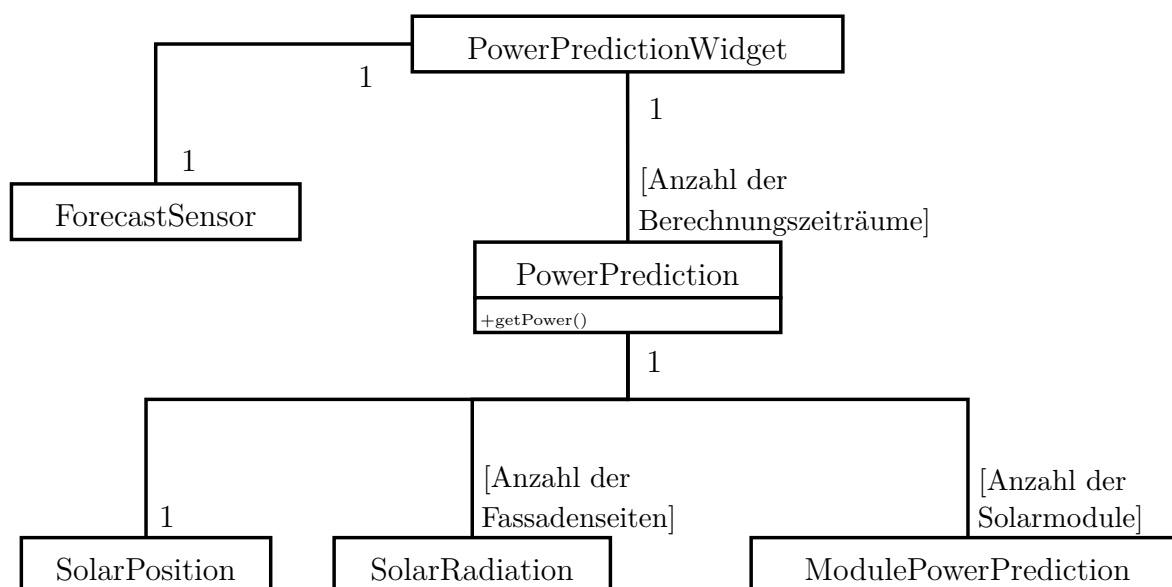 PowerPredictionWidget
1
1
1
ForecastSensor
[Anzahl der
Berechnungszeiträume]
PowerPrediction
+getPower()
1
1
[Anzahl der
Fassadenseiten]
[Anzahl der
Solarmodule]
SolarPosition
SolarRadiation
ModulePowerPrediction